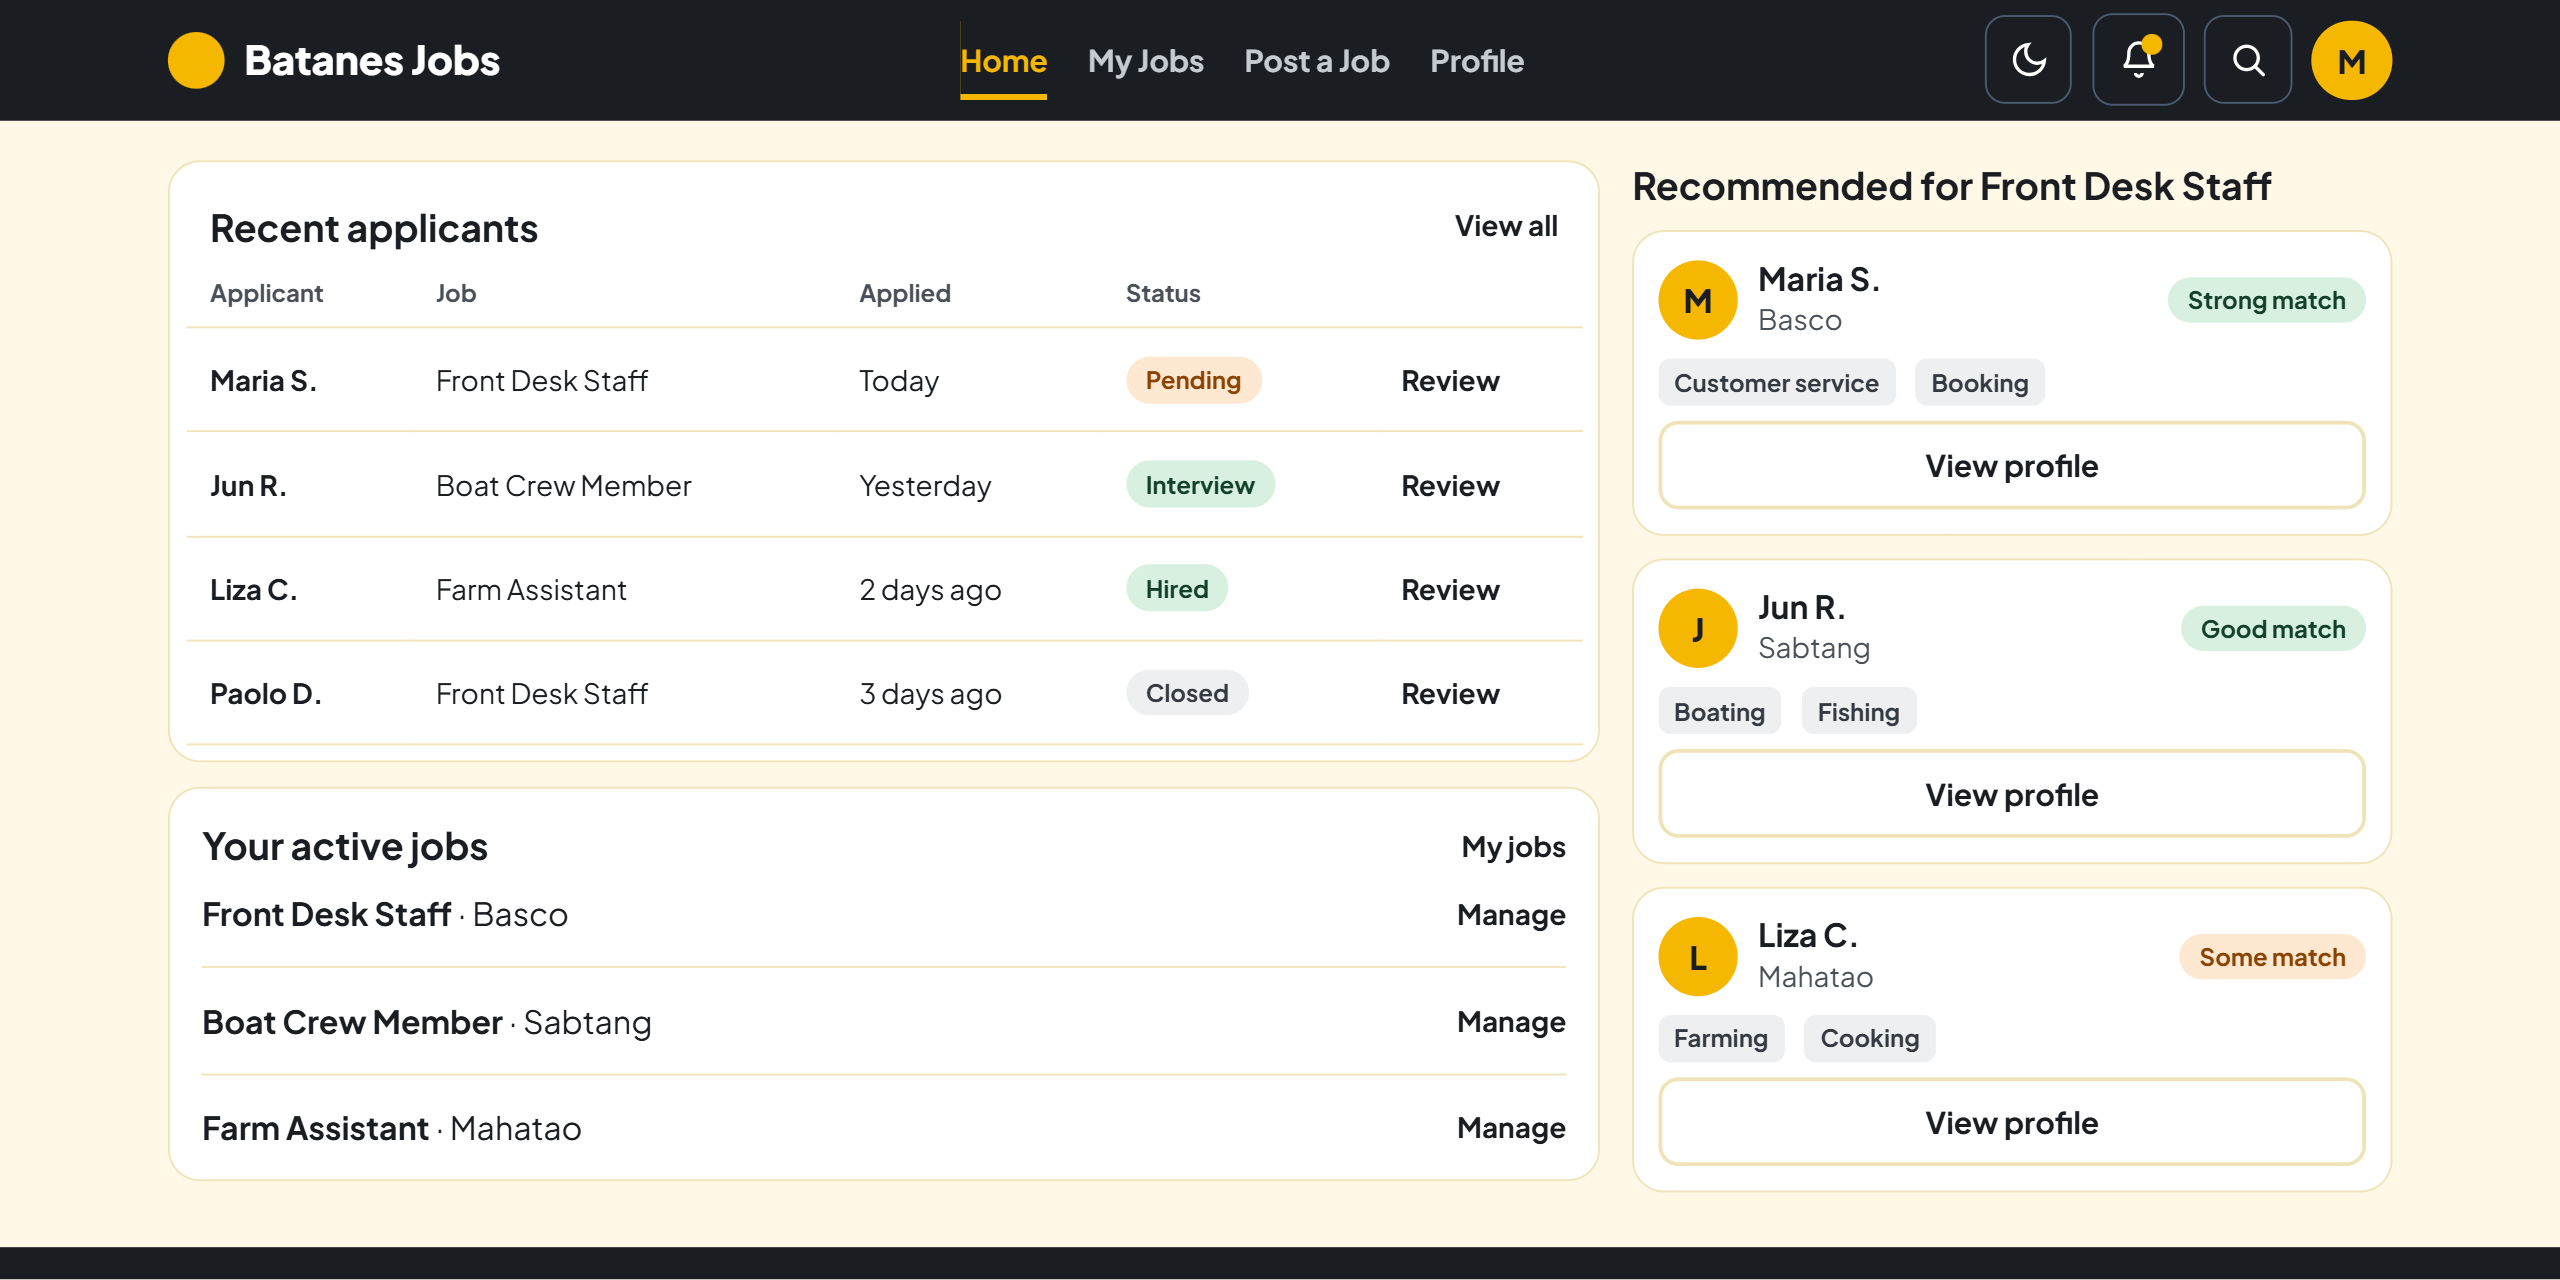 Batanes Jobs
Home My Jobs Post a Job Profile M
Recent applicants View all
Applicant Job Applied Status
Maria S. Front Desk Staff Today Pending Review
Jun R. Boat Crew Member Yesterday Interview Review
Liza C. Farm Assistant 2 days ago Hired Review
Paolo D. Front Desk Staff 3 days ago Closed Review
Your active jobs My jobs
Front Desk Staff · Basco Manage
Boat Crew Member · Sabtang Manage
Farm Assistant · Mahatao Manage
Recommended for Front Desk Staff
M Maria S. Strong match
Basco
Customer service Booking
View profile
J Jun R. Good match
Sabtang
Boating Fishing
View profile
L Liza C. Some match
Mahatao
Farming Cooking
View profile